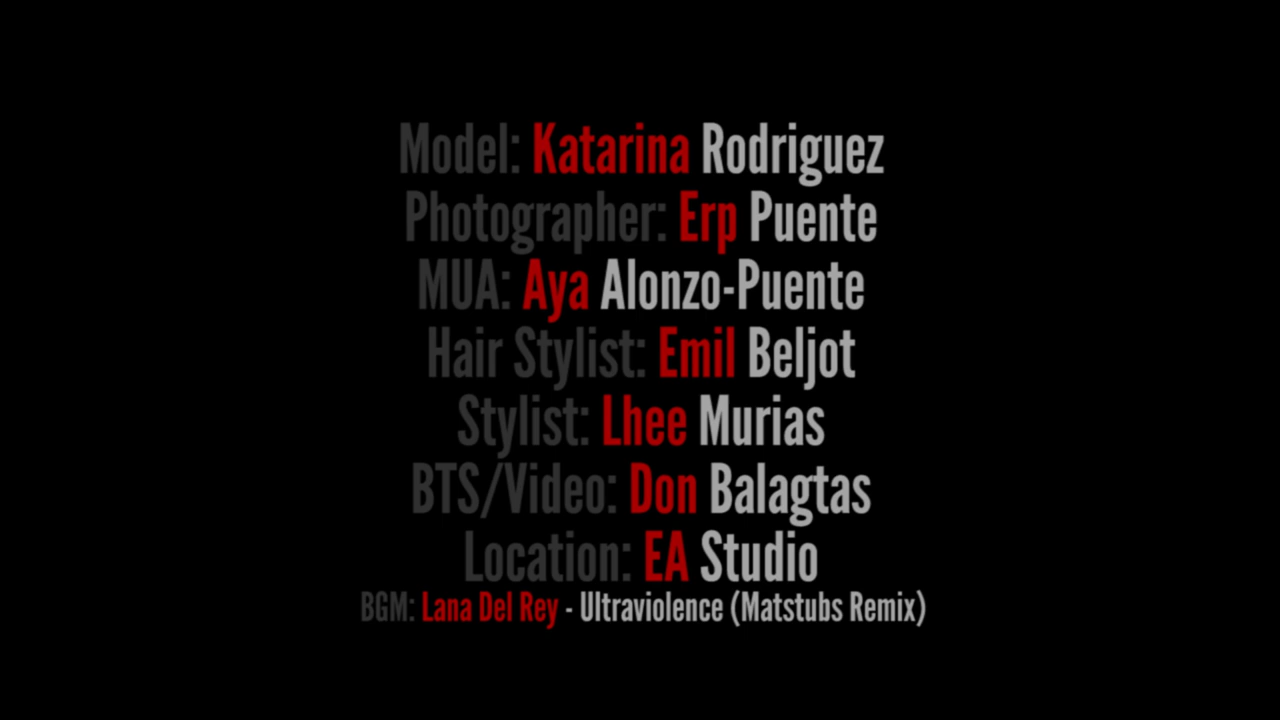 Model: Katarina Rodriguez
Photographer: Erp Puente
MUA: Aya Alonzo-Puente
Hair Stylist: Emil Beljot
Stylist: Lhee Murias
BTS/Video: Don Balagtas
Location: EA Studio
BGM: Lana Del Rey - Ultraviolence (Matstubs Remix)